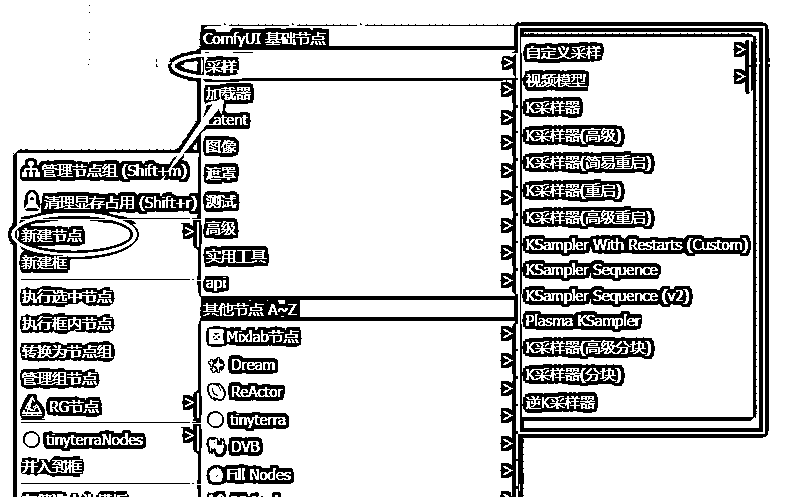 管理节点组 (Shift+m)
清理显存占用 (Shift+r)
新建节点
新建框
执行选中节点
执行框内节点
转换为节点组
管理组节点
RG节点
tinyterraNodes
并入到框
ComfyUI 基础节点
采样
加载器
Latent
图像
遮罩
测试
高级
实用工具
api
其他节点 A~Z
Mixlab节点
Dream
ReActor
tinyterra
DVB
Fill Nodes
自定义采样
视频模型
K采样器
K采样器(高级)
K采样器(简易重启)
K采样器(重启)
K采样器(高级重启)
KSampler With Restarts (Custom)
KSampler Sequence
KSampler Sequence (v2)
Plasma KSampler
K采样器(高级分块)
K采样器(分块)
逆K采样器